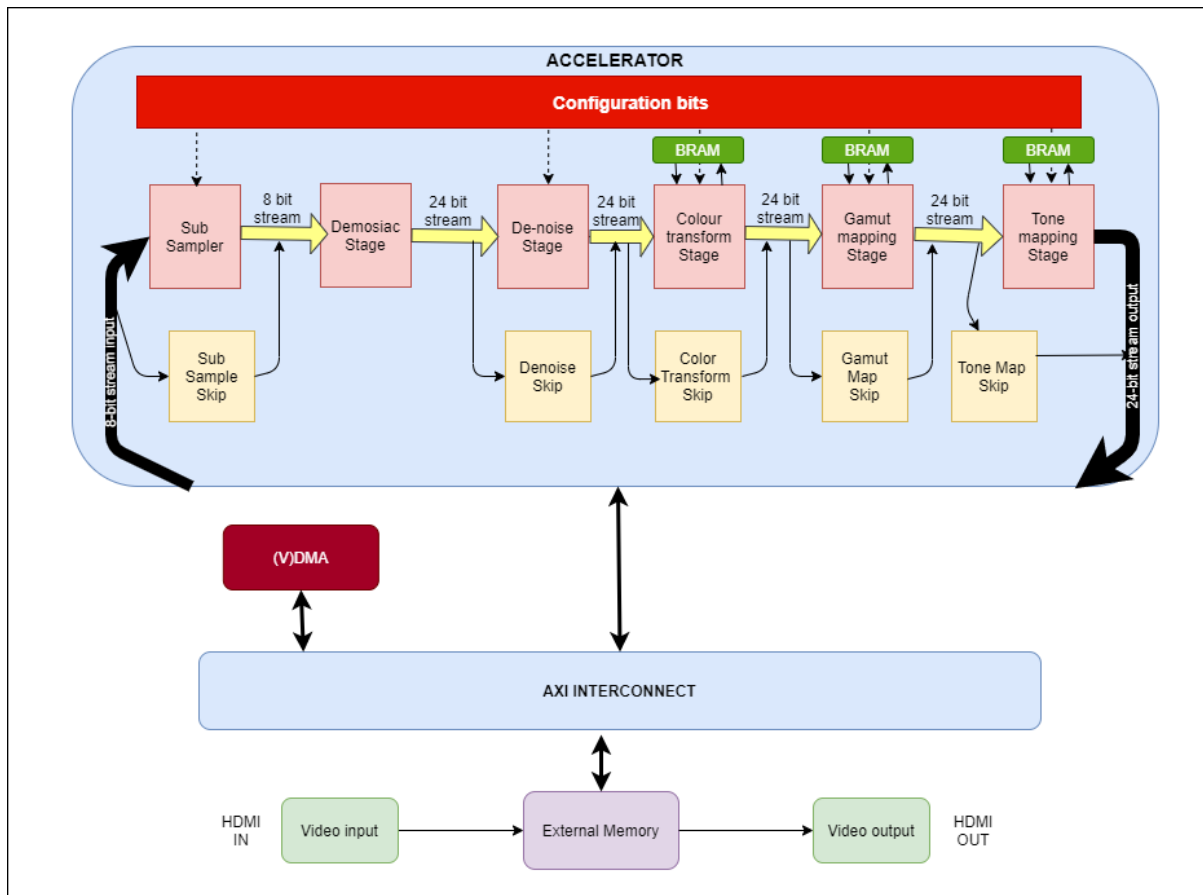 ACCELERATOR
Configuration bits
BRAM
BRAM
BRAM
Sub
Sampler
8 bit
stream
Demosiac
Stage
24 bit
stream
De-noise
Stage
24 bit
stream
Colour
transform
Stage
24 bit
stream
Gamut
mapping
Stage
24 bit
stream
Tone
mapping
Stage
8-bit stream input
Sub
Sample
Skip
Denoise
Skip
Color
Transform
Skip
Gamut
Map
Skip
Tone Map
Skip
24-bit stream output
(V)DMA
AXI INTERCONNECT
HDMI
IN
Video input
External Memory
Video output
HDMI
OUT